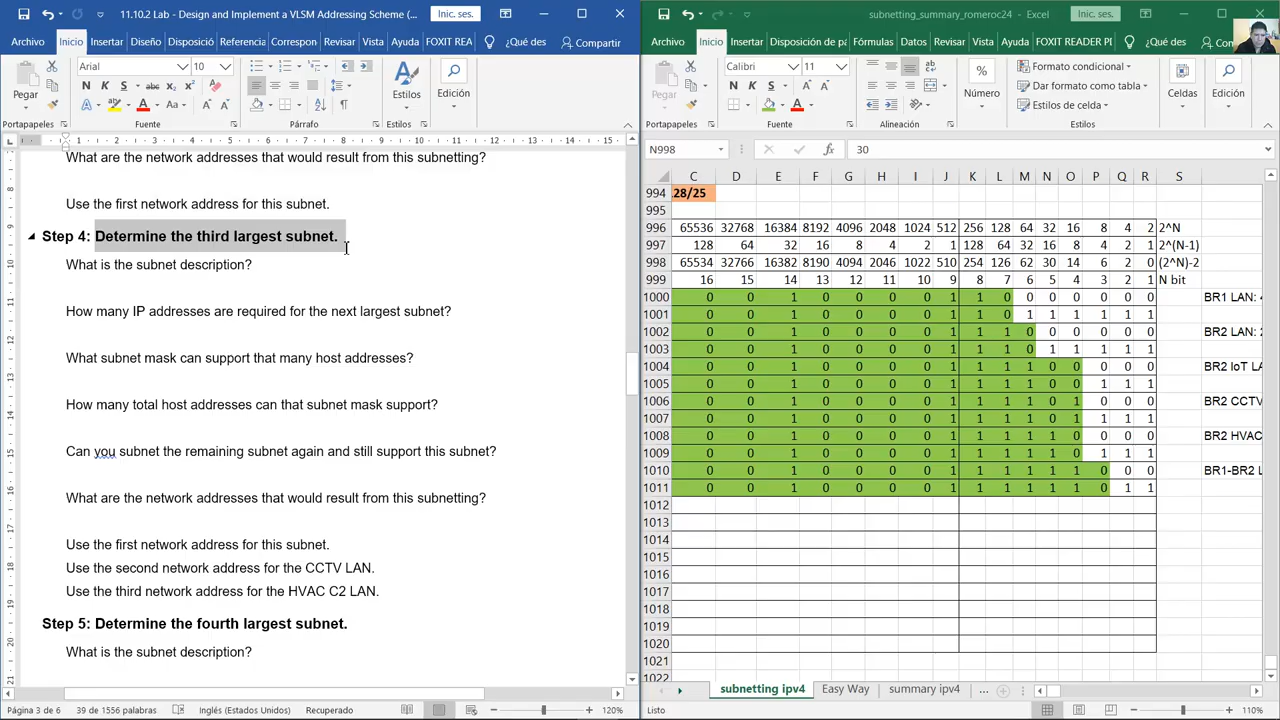 11.10.2 Lab - Design and Implement a VLSM Addressing Scheme (...
Inic. ses.
Archivo Inicio Insertar Diseño Disposició Referencia Correspon Revisar Vista Ayuda FOXIT REA ¿Qué des Compartir
Arial 10
Pegar N K S abc x₂ x² Estilos Edición
Aa
Portapapeles Fuente Párrafo Estilos
1 2 3 4 5 6 7 8 9 10 11 12 13 14 15
What are the network addresses that would result from this subnetting?
Use the first network address for this subnet.
Step 4: Determine the third largest subnet.
What is the subnet description?
How many IP addresses are required for the next largest subnet?
What subnet mask can support that many host addresses?
How many total host addresses can that subnet mask support?
Can you subnet the remaining subnet again and still support this subnet?
What are the network addresses that would result from this subnetting?
Use the first network address for this subnet.
Use the second network address for the CCTV LAN.
Use the third network address for the HVAC C2 LAN.
Step 5: Determine the fourth largest subnet.
What is the subnet description?
Página 3 de 6 39 de 1556 palabras Inglés (Estados Unidos) Recuperado 120%
subnetting_summary_romeroc24 - Excel
Inic. ses.
Archivo Inicio Insertar Disposición de pá Fórmulas Datos Revisar Vista Ayuda FOXIT READER PI ¿Qué des Compartir
Calibri 11
Pegar N K S Número Formato condicional Dar formato como tabla Estilos de celda Celdas Edición
Portapapeles Fuente Alineación Estilos
N998 fx 30
C D E F G H I J K L M N O P Q R S
994 28/25
995
996 65536 32768 16384 8192 4096 2048 1024 512 256 128 64 32 16 8 4 2 2^N
997 128 64 32 16 8 4 2 1 128 64 32 16 8 4 2 1 2^(N-1)
998 65534 32766 16382 8190 4094 2046 1022 510 254 126 62 30 14 6 2 0 (2^N)-2
999 16 15 14 13 12 11 10 9 8 7 6 5 4 3 2 1 N bit
1000 0 0 1 0 0 0 0 1 1 0 0 0 0 0 0 0 BR1 LAN: 4
1001 0 0 1 0 0 0 0 1 1 0 1 1 1 1 1 1
1002 0 0 1 0 0 0 0 1 1 1 0 0 0 0 0 0 BR2 LAN: 2
1003 0 0 1 0 0 0 0 1 1 1 0 1 1 1 1 1
1004 0 0 1 0 0 0 0 1 1 1 1 0 0 0 0 0 BR2 IoT LA
1005 0 0 1 0 0 0 0 1 1 1 1 0 0 1 1 1
1006 0 0 1 0 0 0 0 1 1 1 1 0 1 0 0 0 BR2 CCTV
1007 0 0 1 0 0 0 0 1 1 1 1 0 1 1 1 1
1008 0 0 1 0 0 0 0 1 1 1 1 1 0 0 0 0 BR2 HVAC
1009 0 0 1 0 0 0 0 1 1 1 1 1 0 1 1 1
1010 0 0 1 0 0 0 0 1 1 1 1 1 1 0 0 0 BR1-BR2 L
1011 0 0 1 0 0 0 0 1 1 1 1 1 1 0 1 1
1012
1013
1014
1015
1016
1017
1018
1019
1020
1021
1022
subnetting ipv4 Easy Way summary ipv4 ...
Listo 110%